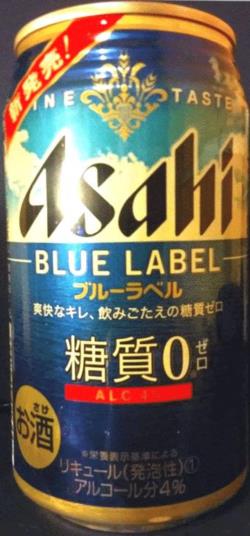 新発売!
FINE TASTE
Asahi
BLUE LABEL
ブルーラベル
爽快なキレ、飲みごたえの糖質ゼロ
糖質0ゼロ
ALC 4
お酒
さけ
※栄養表示基準による
リキュール(発泡性)①
アルコール分4%